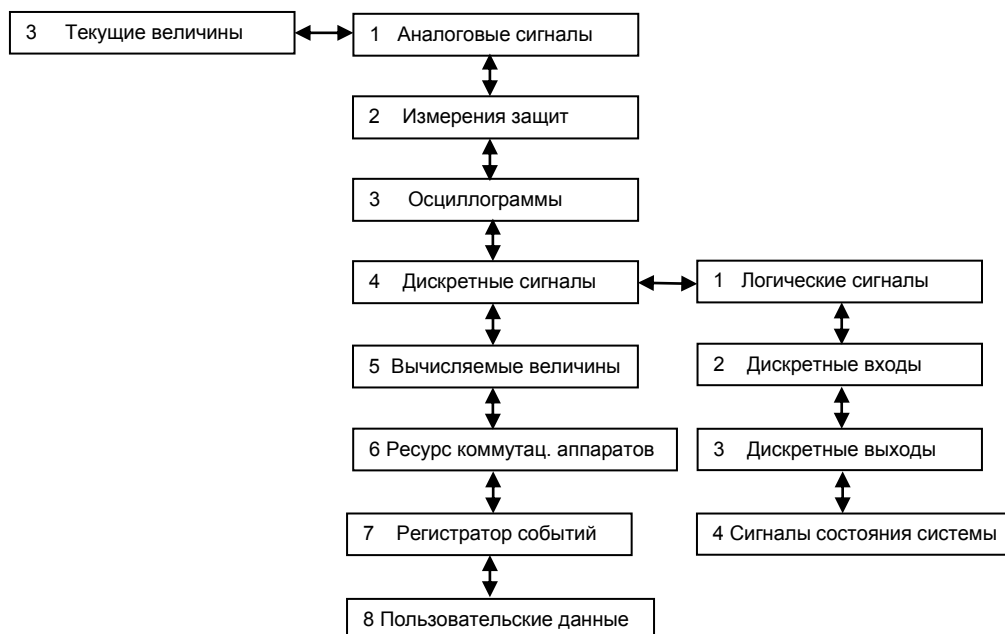 3 Текущие величины
1 Аналоговые сигналы
2 Измерения защит
3 Осциллограммы
4 Дискретные сигналы
1 Логические сигналы
5 Вычисляемые величины
2 Дискретные входы
6 Ресурс коммутац. аппаратов
3 Дискретные выходы
7 Регистратор событий
4 Сигналы состояния системы
8 Пользовательские данные